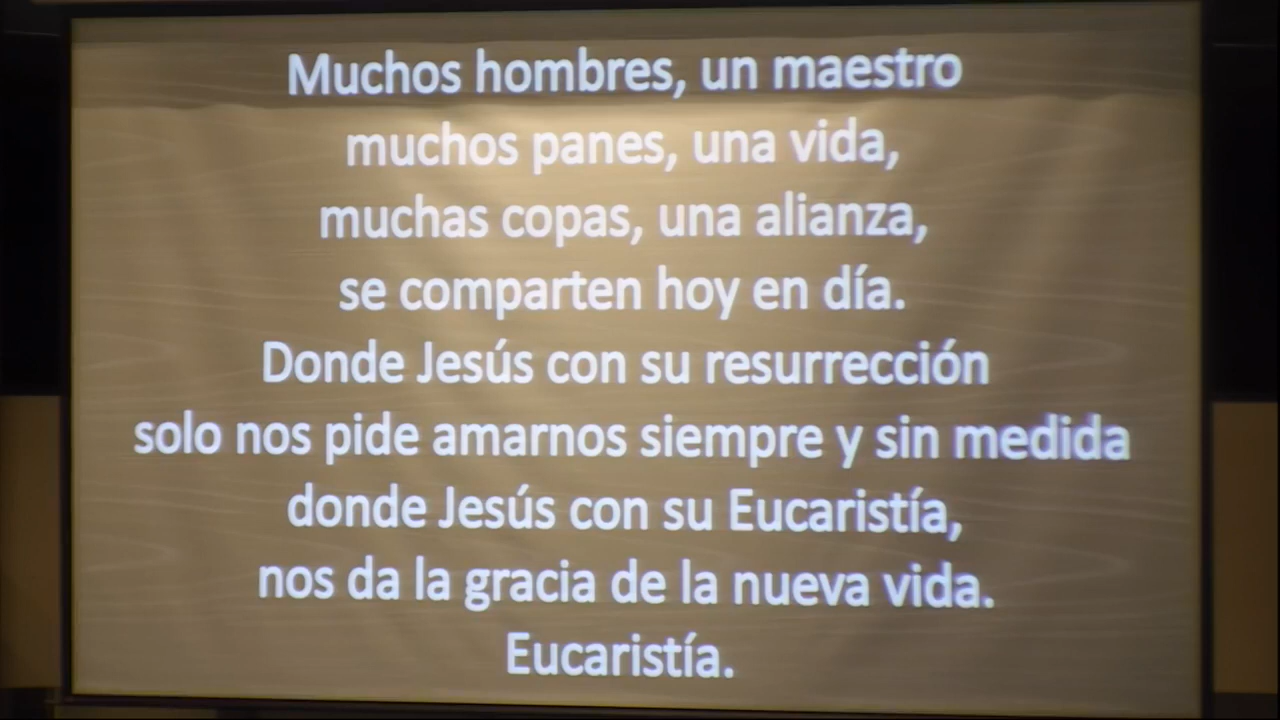 Muchos hombres, un maestro
muchos panes, una vida,
muchas copas, una alianza,
se comparten hoy en día.
Donde Jesús con su resurrección
solo nos pide amarnos siempre y sin medida
donde Jesús con su Eucaristía,
nos da la gracia de la nueva vida.
Eucaristía.